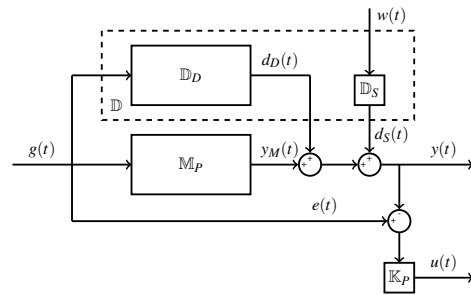 w(t)
𝔻_D
d_D(t)
𝔻_S
𝔻
d_S(t)
g(t)
𝕄_P
y_M(t)
+
+
+
+
y(t)
e(t)
-
+
𝕂_P
u(t)